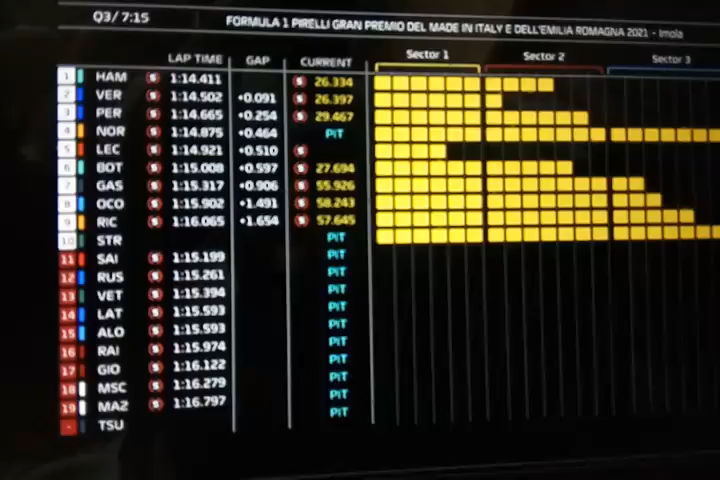 Q3/ 7:15 FORMULA 1 PIRELLI GRAN PREMIO DEL MADE IN ITALY E DELL'EMILIA ROMAGNA 2021 - Imola
LAP TIME GAP CURRENT Sector 1 Sector 2 Sector 3
1 HAM S 1:14.411 S 26.334
2 VER S 1:14.502 +0.091 S 26.397
3 PER S 1:14.665 +0.254 S 29.467
4 NOR S 1:14.875 +0.464 PIT
5 LEC S 1:14.921 +0.510 S
6 BOT S 1:15.008 +0.597 27.694
7 GAS S 1:15.317 +0.906 S 55.926
8 OCO S 1:15.902 +1.491 S 58.243
9 RIC S 1:16.065 +1.654 S 57.645
10 STR PIT
11 SAI S 1:15.199 PIT
12 RUS S 1:15.261 PIT
13 VET S 1:15.394 PIT
14 LAT S 1:15.593 PIT
15 ALO S 1:15.593 PIT
16 RAI S 1:15.974 PIT
17 GIO S 1:16.122 PIT
18 MSC S 1:16.279 PIT
19 MAZ S 1:16.797 PIT
- TSU